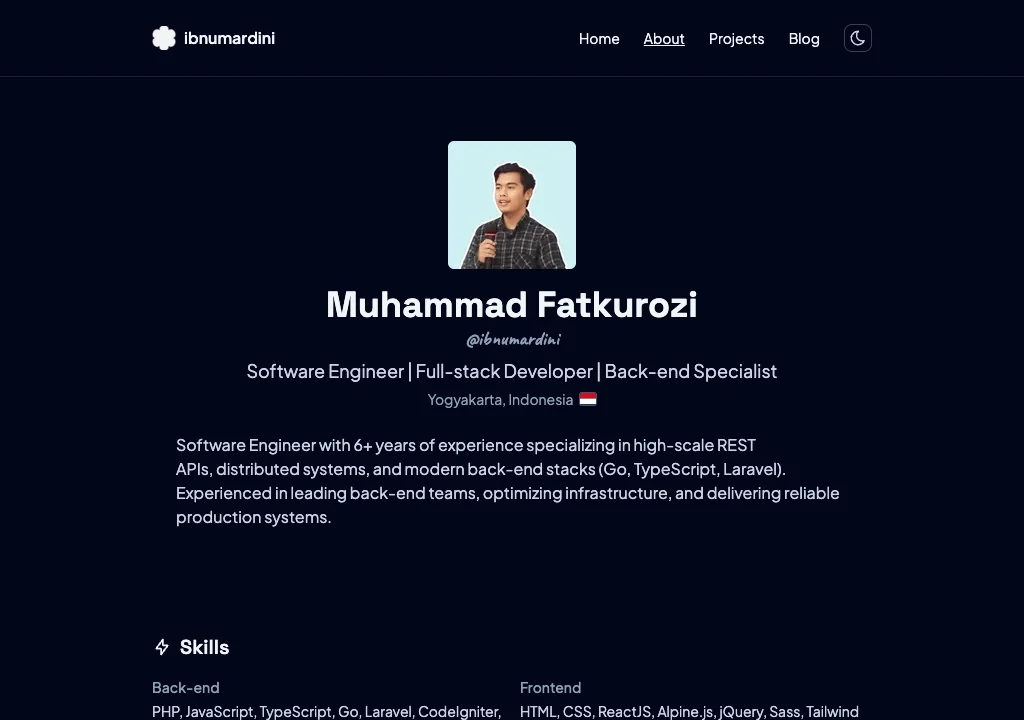 ibnumardini
Home About Projects Blog
Muhammad Fatkurozi
@ibnumardini
Software Engineer | Full-stack Developer | Back-end Specialist
Yogyakarta, Indonesia
Software Engineer with 6+ years of experience specializing in high-scale REST
APIs, distributed systems, and modern back-end stacks (Go, TypeScript, Laravel).
Experienced in leading back-end teams, optimizing infrastructure, and delivering reliable
production systems.
Skills
Back-end
PHP, JavaScript, TypeScript, Go, Laravel, CodeIgniter,
Frontend
HTML, CSS, ReactJS, Alpine.js, jQuery, Sass, Tailwind